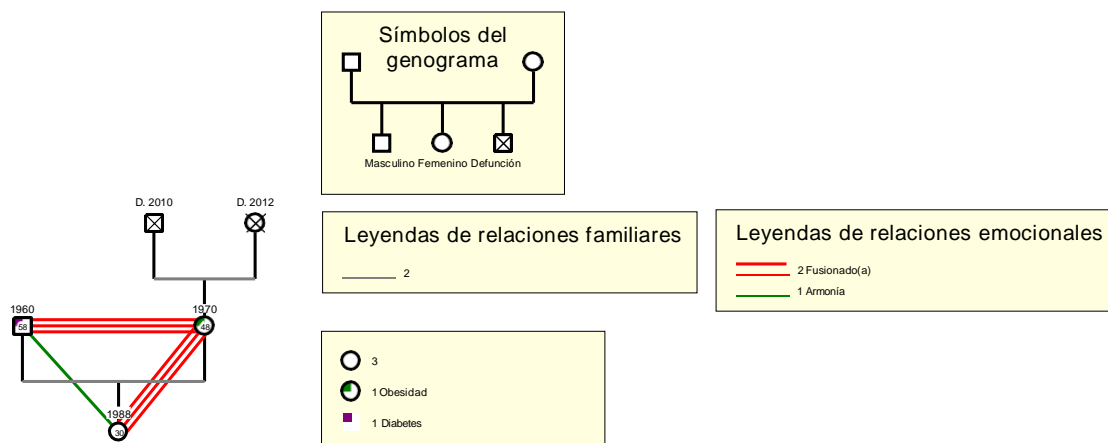 Símbolos del
genograma
Masculino Femenino Defunción
D. 2010
D. 2012
Leyendas de relaciones familiares
2
Leyendas de relaciones emocionales
2 Fusionado(a)
1 Armonía
1960
1970
58
48
3
1 Obesidad
1 Diabetes
1988
30